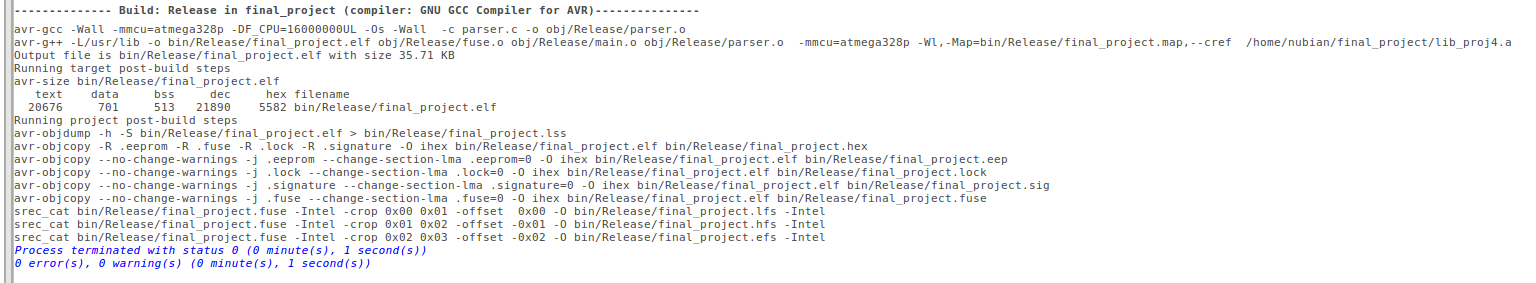 -------------- Build: Release in final_project (compiler: GNU GCC Compiler for AVR)---------------
avr-gcc -Wall -mmcu=atmega328p -DF_CPU=16000000UL -Os -Wall  -c parser.c -o obj/Release/parser.o
avr-g++ -L/usr/lib -o bin/Release/final_project.elf obj/Release/fuse.o obj/Release/main.o obj/Release/parser.o  -mmcu=atmega328p -Wl,-Map=bin/Release/final_project.map,--cref  /home/nubian/final_project/lib_proj4.a
Output file is bin/Release/final_project.elf with size 35.71 KB
Running target post-build steps
avr-size bin/Release/final_project.elf
   text    data     bss     dec     hex filename
  20676     701     513   21890    5582 bin/Release/final_project.elf
Running project post-build steps
avr-objdump -h -S bin/Release/final_project.elf > bin/Release/final_project.lss
avr-objcopy -R .eeprom -R .fuse -R .lock -R .signature -O ihex bin/Release/final_project.elf bin/Release/final_project.hex
avr-objcopy --no-change-warnings -j .eeprom --change-section-lma .eeprom=0 -O ihex bin/Release/final_project.elf bin/Release/final_project.eep
avr-objcopy --no-change-warnings -j .lock --change-section-lma .lock=0 -O ihex bin/Release/final_project.elf bin/Release/final_project.lock
avr-objcopy --no-change-warnings -j .signature --change-section-lma .signature=0 -O ihex bin/Release/final_project.elf bin/Release/final_project.sig
avr-objcopy --no-change-warnings -j .fuse --change-section-lma .fuse=0 -O ihex bin/Release/final_project.elf bin/Release/final_project.fuse
srec_cat bin/Release/final_project.fuse -Intel -crop 0x00 0x01 -offset  0x00 -O bin/Release/final_project.lfs -Intel
srec_cat bin/Release/final_project.fuse -Intel -crop 0x01 0x02 -offset -0x01 -O bin/Release/final_project.hfs -Intel
srec_cat bin/Release/final_project.fuse -Intel -crop 0x02 0x03 -offset -0x02 -O bin/Release/final_project.efs -Intel
Process terminated with status 0 (0 minute(s), 1 second(s))
0 error(s), 0 warning(s) (0 minute(s), 1 second(s))